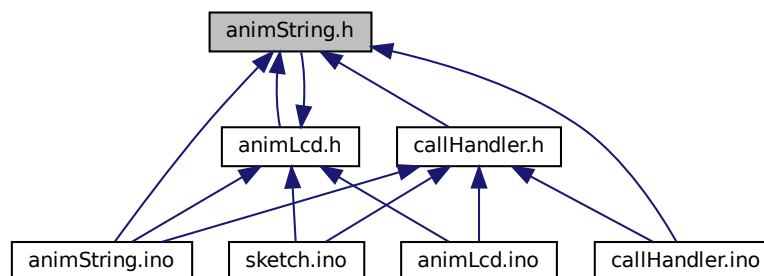 animString.h
animLcd.h
callHandler.h
animString.ino
sketch.ino
animLcd.ino
callHandler.ino